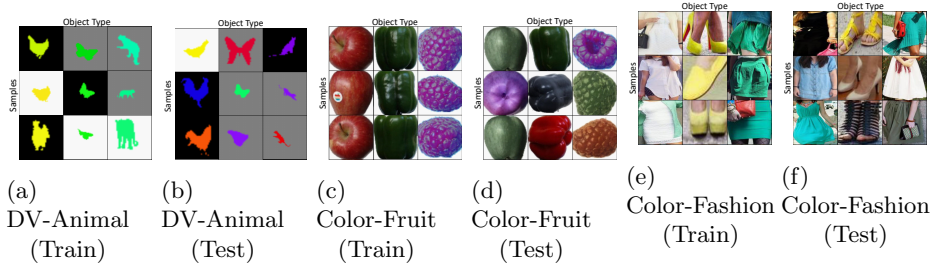 Object Type
Samples
(a)
DV-Animal
(Train)
Object Type
(b)
DV-Animal
(Test)
Object Type
Samples
(c)
Color-Fruit
(Train)
Object Type
(d)
Color-Fruit
(Test)
Object Type
Samples
(e)
Color-Fashion
(Train)
Object Type
Samples
(f)
Color-Fashion
(Test)